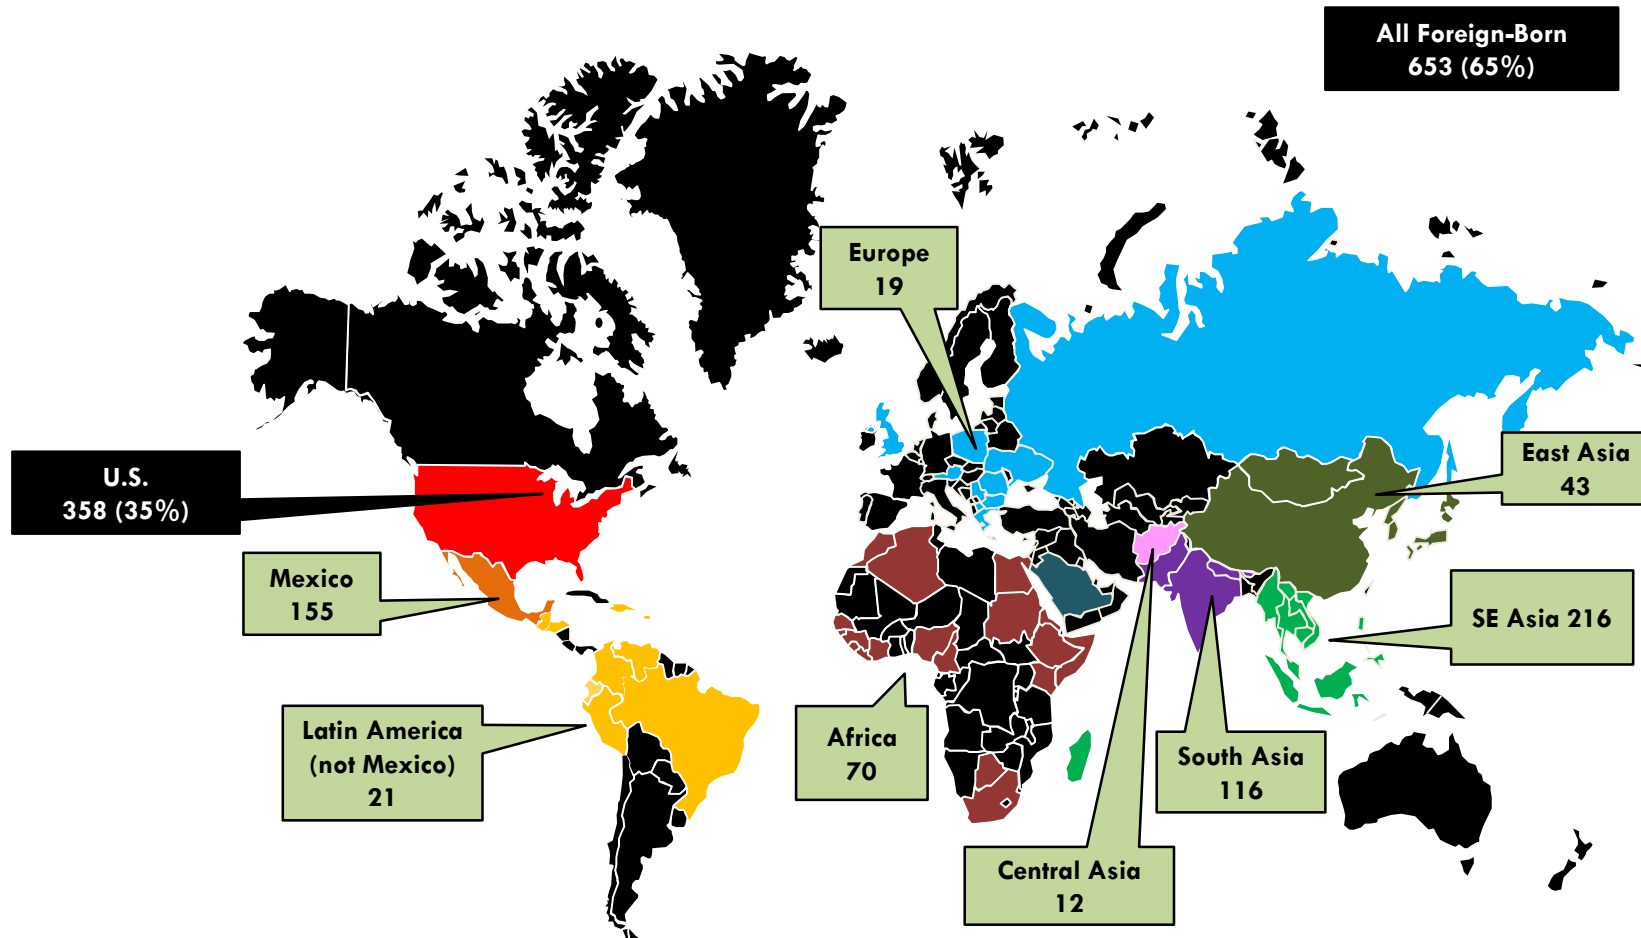 All Foreign-Born
653 (65%)
Europe
19
U.S.
358 (35%)
East Asia
43
Mexico
155
SE Asia 216
Latin America
(not Mexico)
21
Africa
70
South Asia
116
Central Asia
12